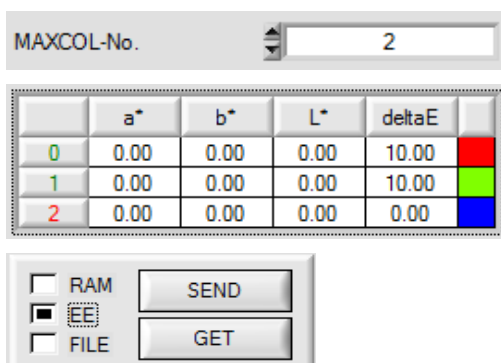 MAXCOL-No. 2
a* b* L* deltaE
0 0.00 0.00 0.00 10.00
1 0.00 0.00 0.00 10.00
2 0.00 0.00 0.00 0.00
RAM SEND
EE
FILE GET